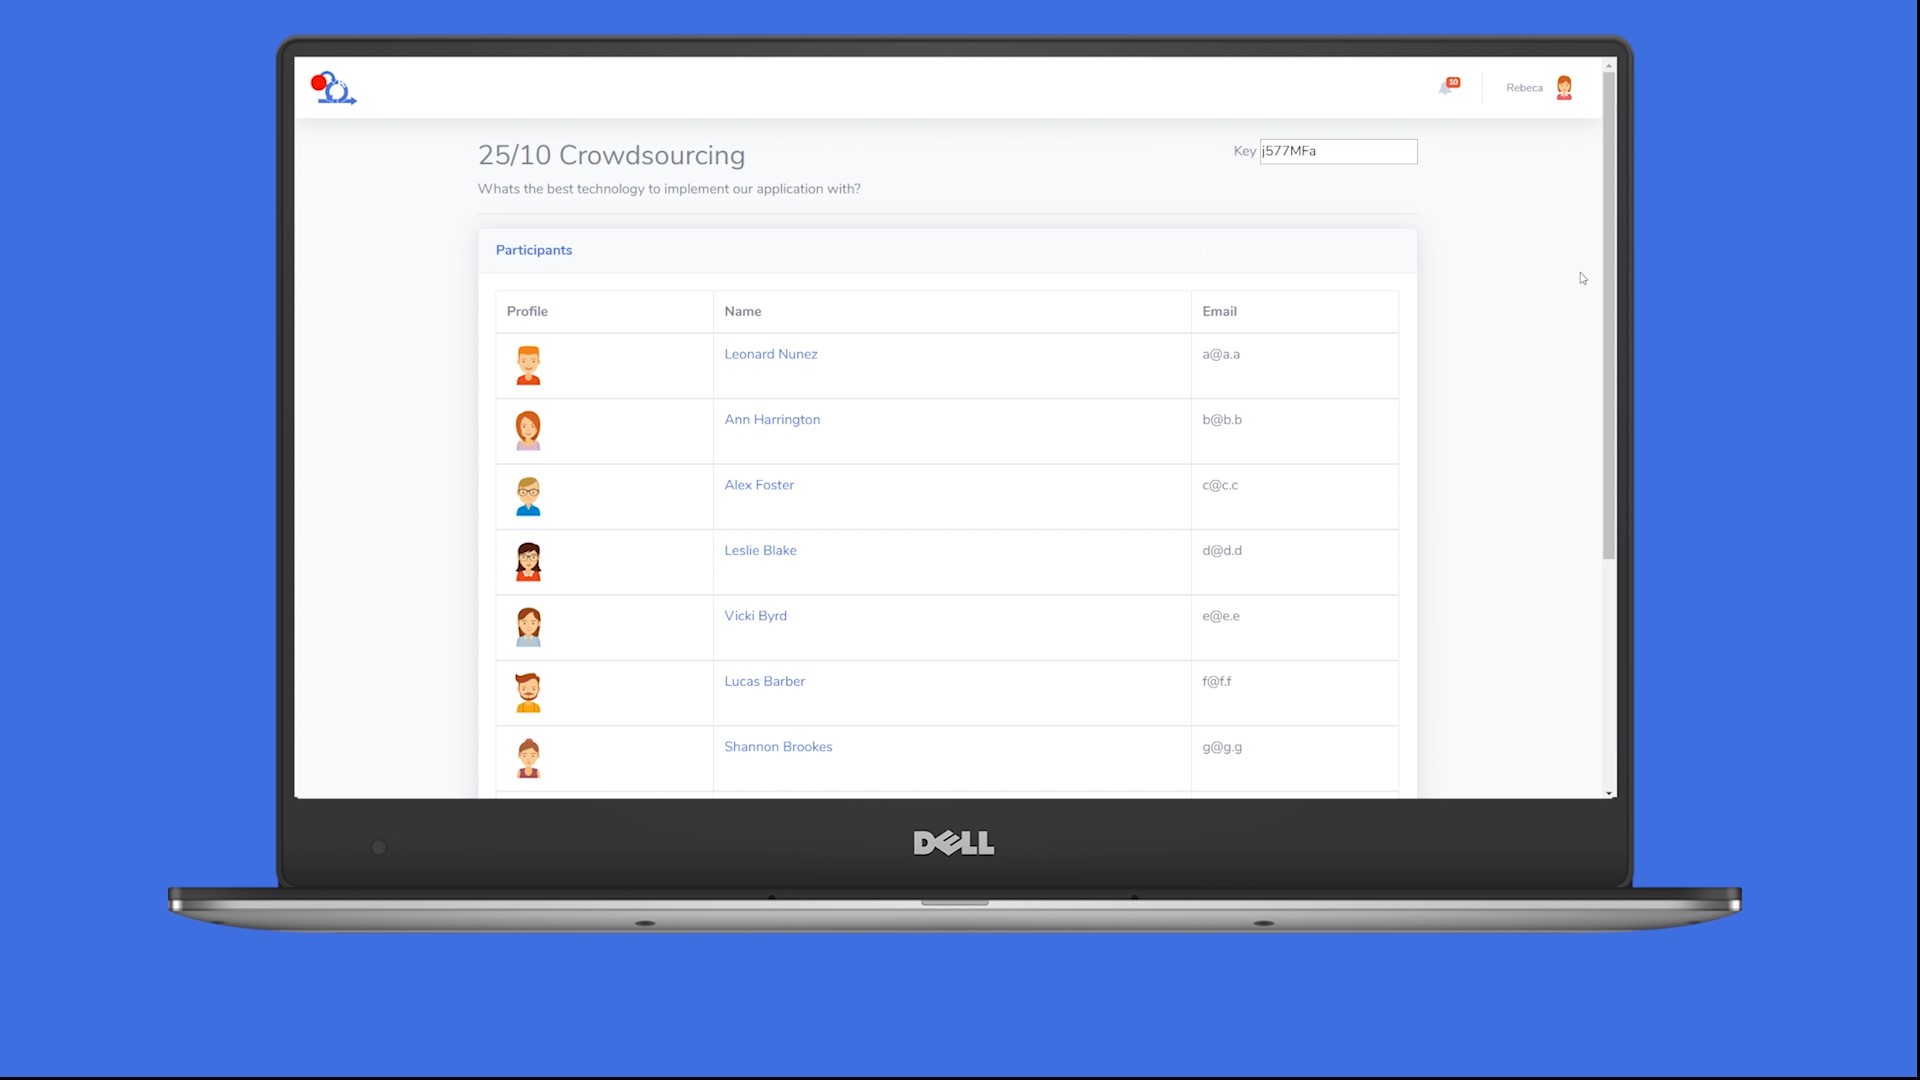 10
Rebeca
25/10 Crowdsourcing
Key j577MFa
Whats the best technology to implement our application with?
Participants
Profile Name Email
Leonard Nunez a@a.a
Ann Harrington b@b.b
Alex Foster c@c.c
Leslie Blake d@d.d
Vicki Byrd e@e.e
Lucas Barber f@f.f
Shannon Brookes g@g.g
DELL